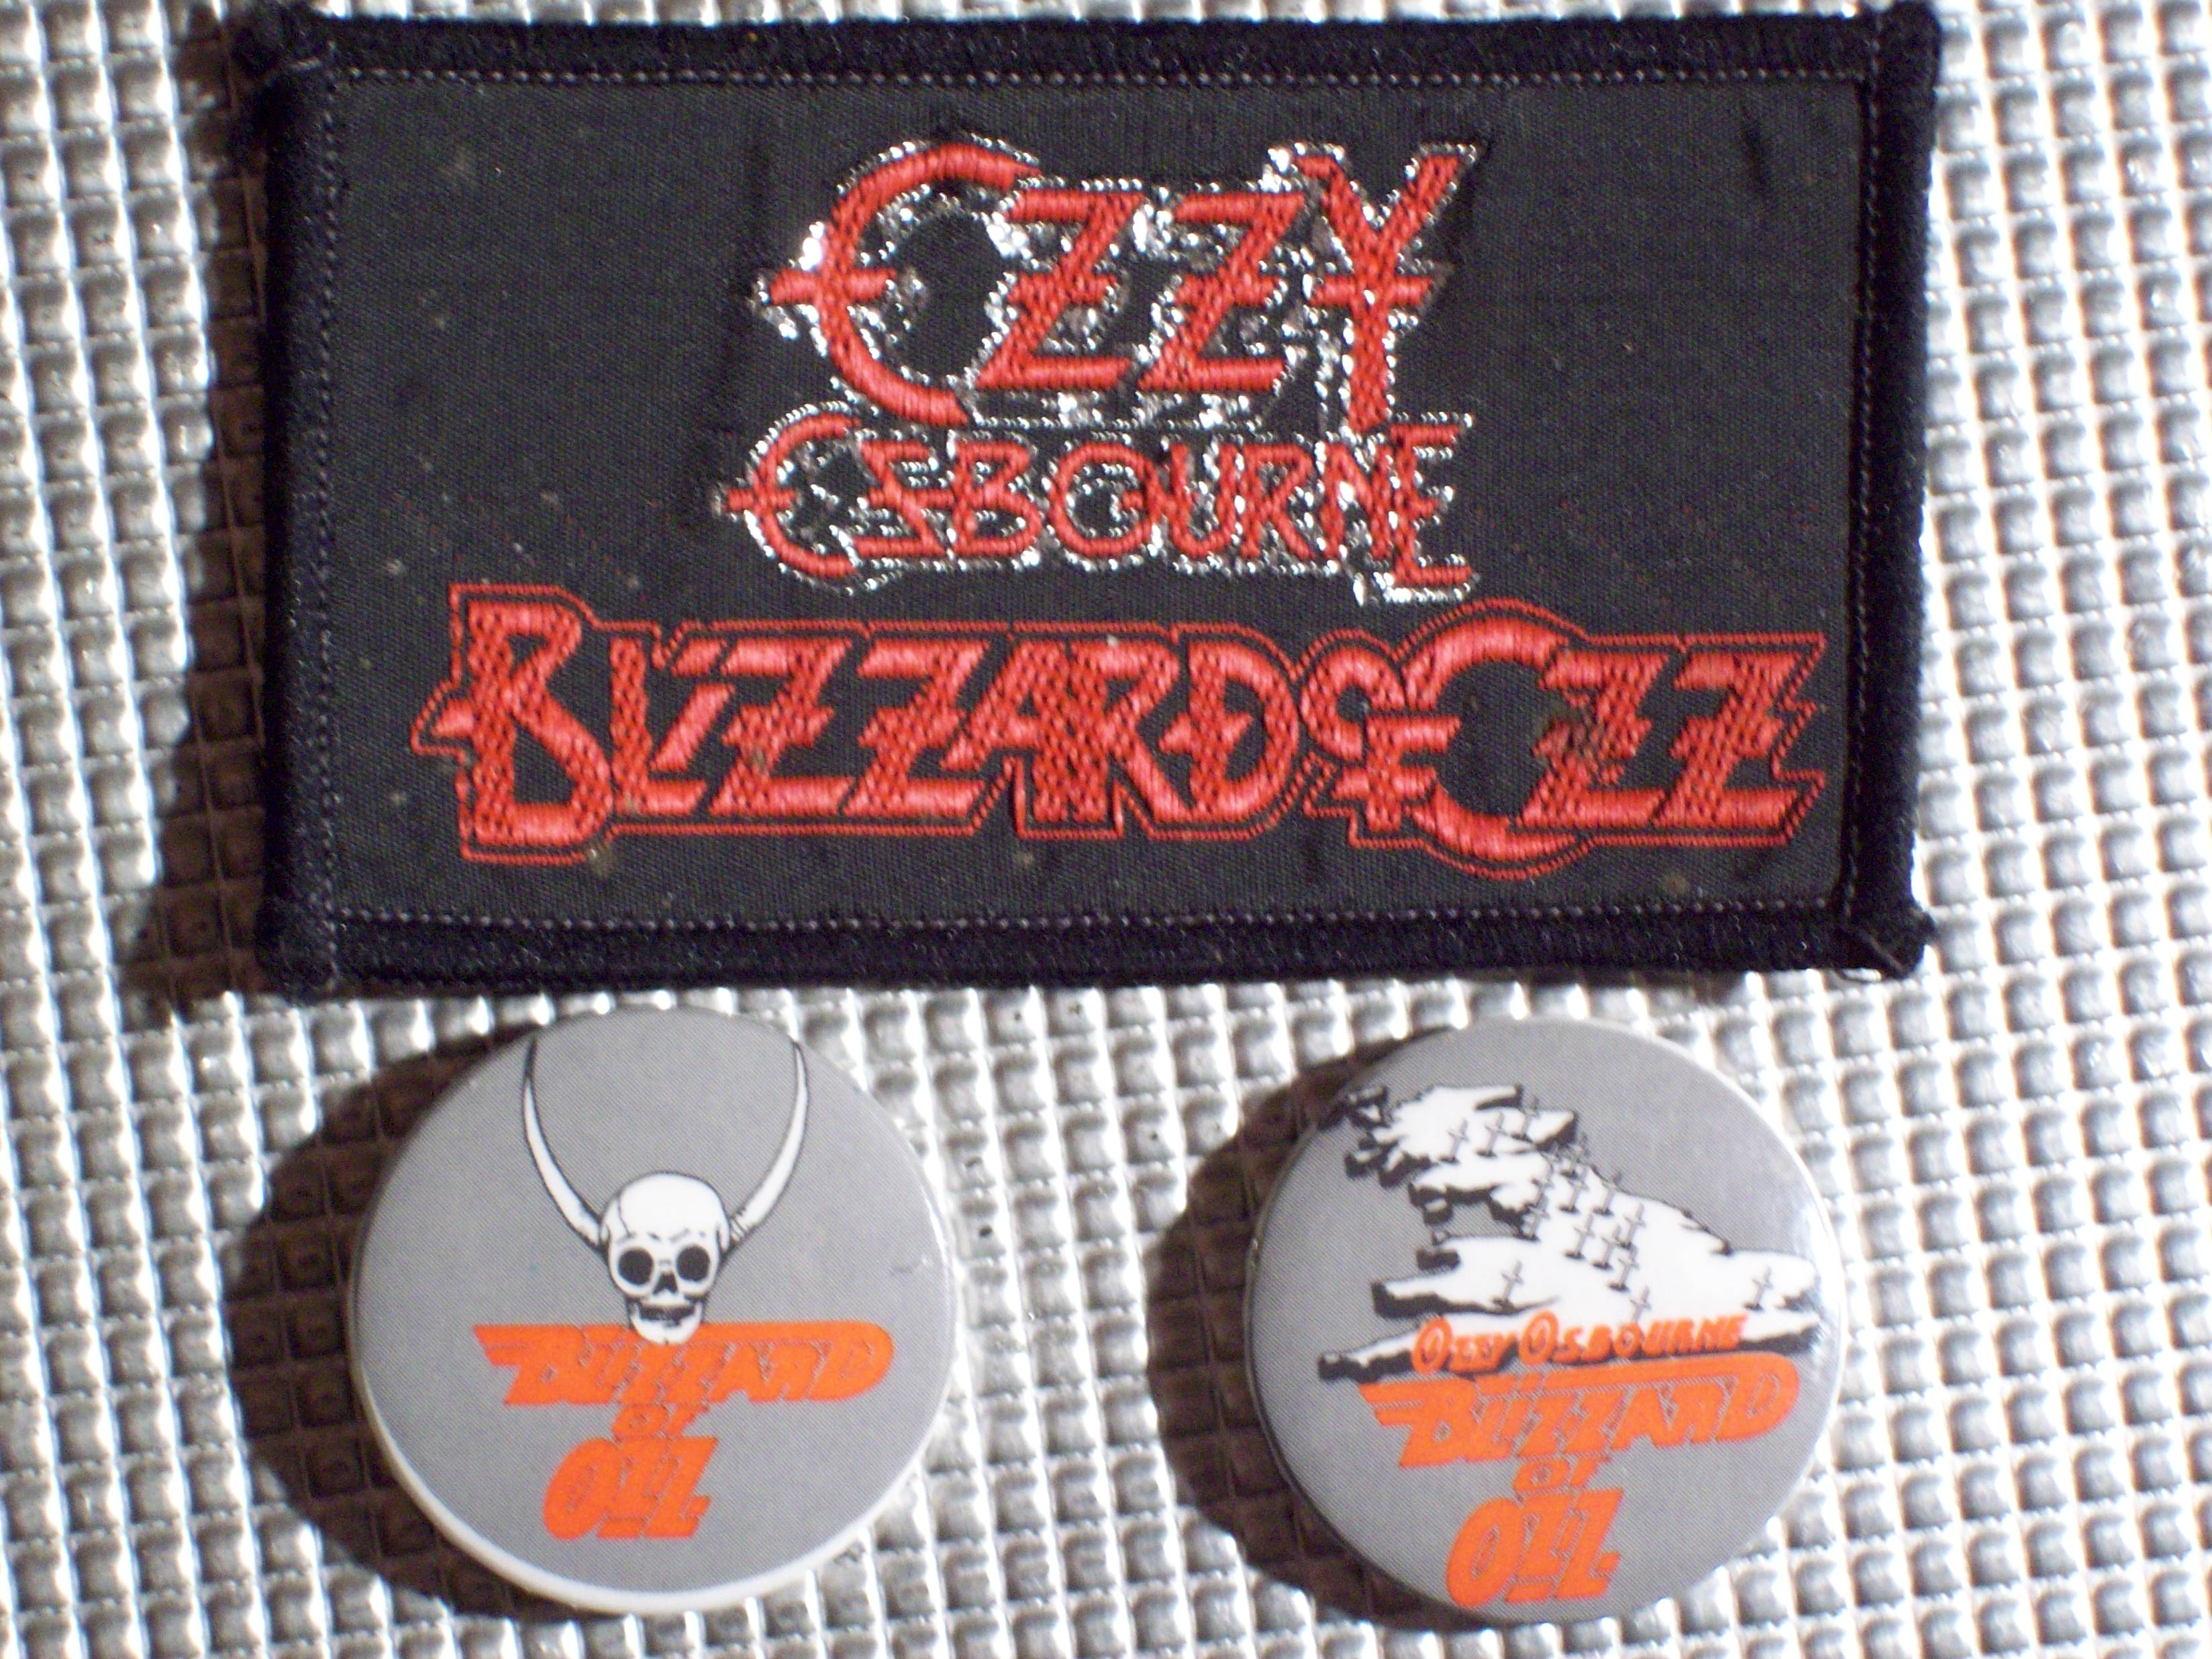 OZZY
OSBOURNE
BLIZZARD OF OZZ
BLIZZARD
OF
OZZ
OZZY OSBOURNE
BLIZZARD
OF
OZZ